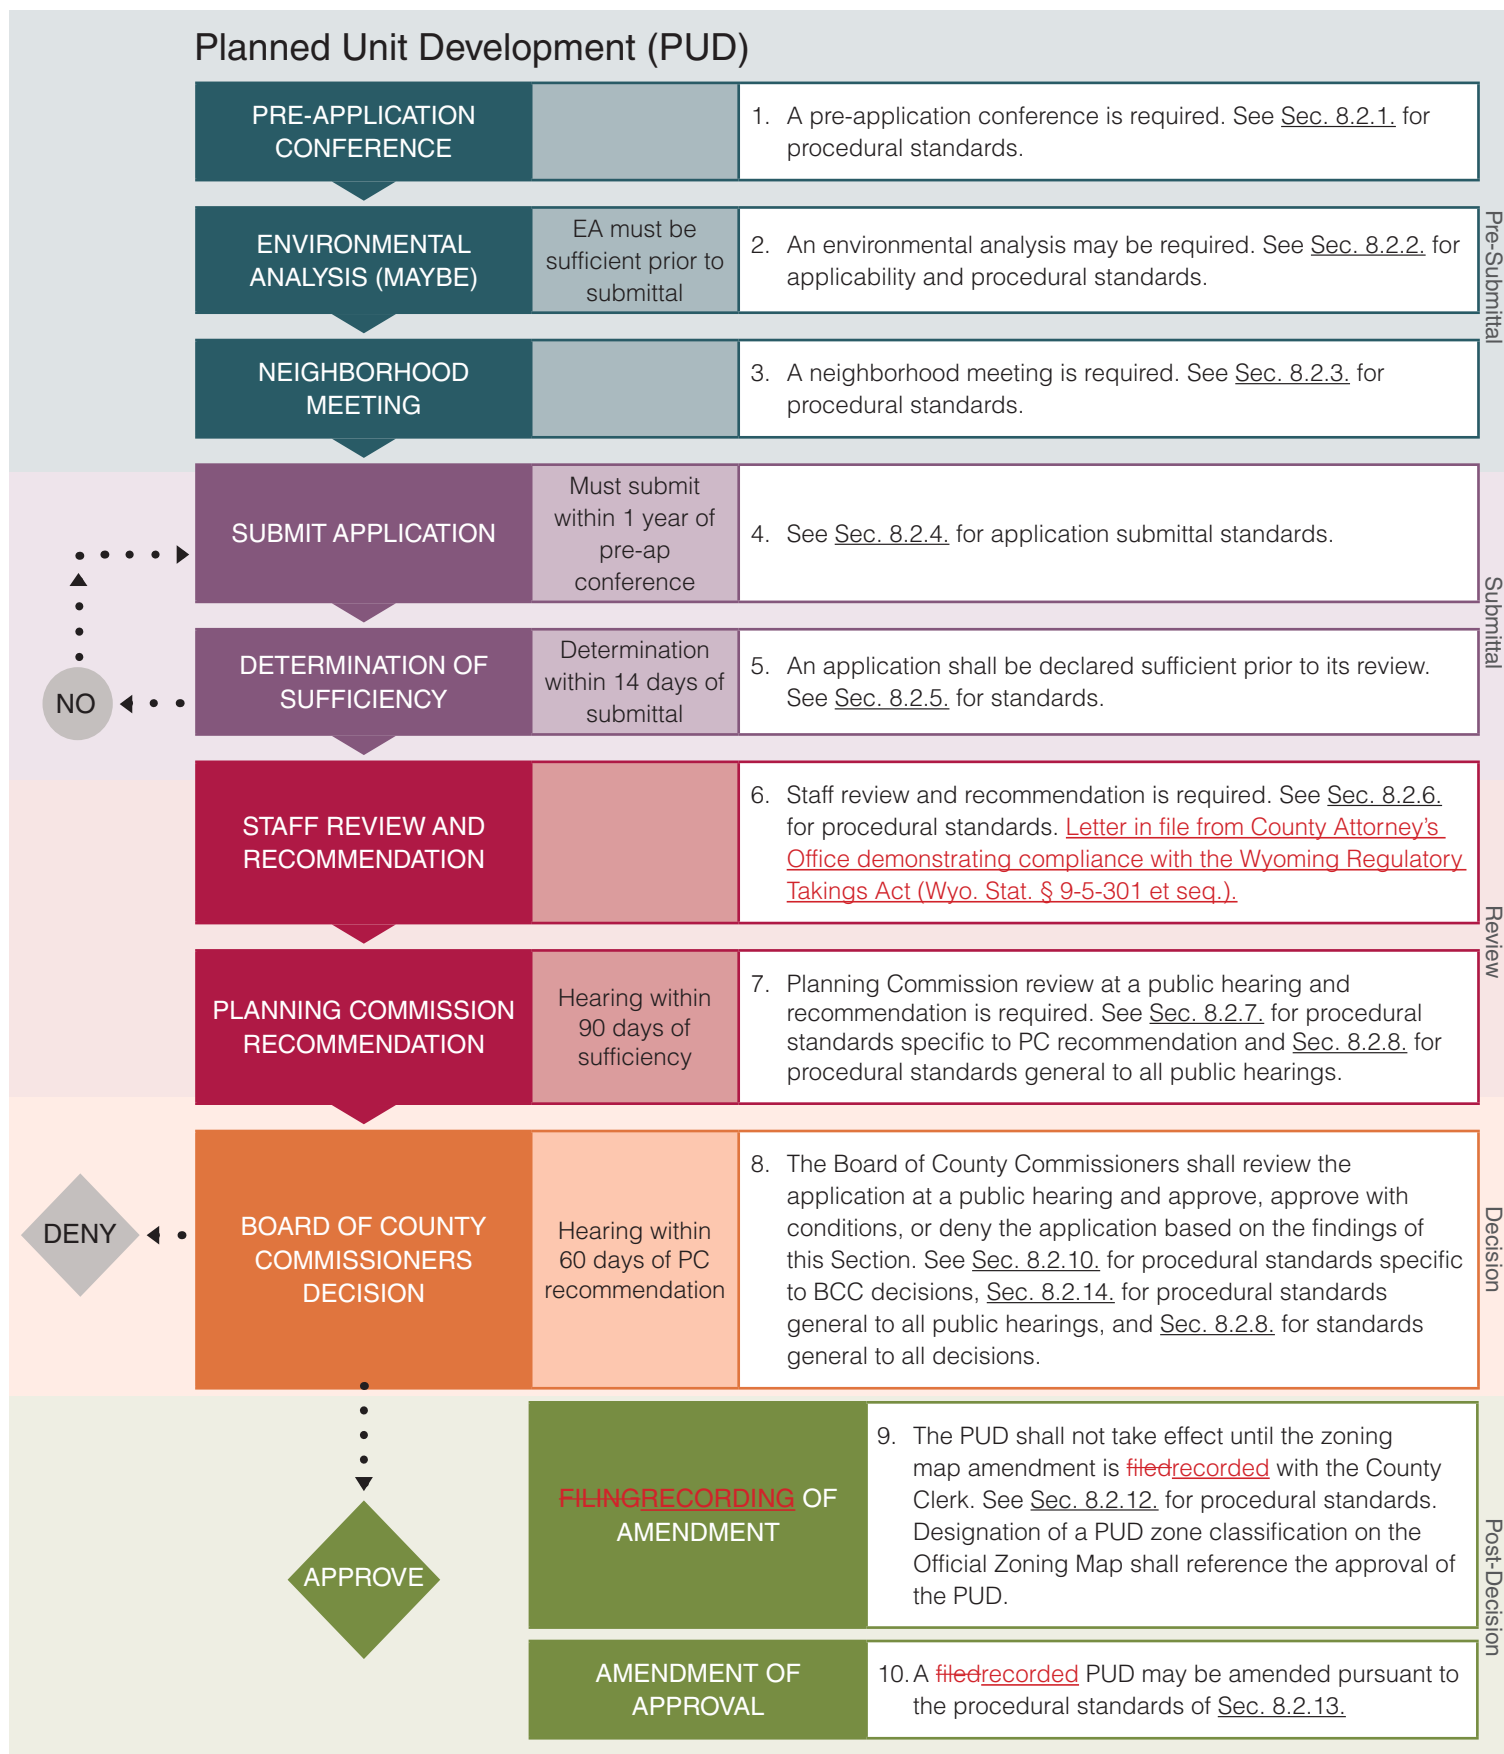 Planned Unit Development (PUD)
PRE-APPLICATION
CONFERENCE
1. A pre-application conference is required. See Sec. 8.2.1. for
procedural standards.
ENVIRONMENTAL
ANALYSIS (MAYBE)
EA must be
sufficient prior to
submittal
2. An environmental analysis may be required. See Sec. 8.2.2. for
applicability and procedural standards.
NEIGHBORHOOD
MEETING
3. A neighborhood meeting is required. See Sec. 8.2.3. for
procedural standards.
Pre-Submittal
SUBMIT APPLICATION
Must submit
within 1 year of
pre-ap
conference
4. See Sec. 8.2.4. for application submittal standards.
DETERMINATION OF
SUFFICIENCY
Determination
within 14 days of
submittal
5. An application shall be declared sufficient prior to its review.
See Sec. 8.2.5. for standards.
NO
Submittal
STAFF REVIEW AND
RECOMMENDATION
6. Staff review and recommendation is required. See Sec. 8.2.6.
for procedural standards. Letter in file from County Attorney's
Office demonstrating compliance with the Wyoming Regulatory
Takings Act (Wyo. Stat. § 9-5-301 et seq.).
PLANNING COMMISSION
RECOMMENDATION
Hearing within
90 days of
sufficiency
7. Planning Commission review at a public hearing and
recommendation is required. See Sec. 8.2.7. for procedural
standards specific to PC recommendation and Sec. 8.2.8. for
procedural standards general to all public hearings.
Review
DENY
BOARD OF COUNTY
COMMISSIONERS
DECISION
Hearing within
60 days of PC
recommendation
8. The Board of County Commissioners shall review the
application at a public hearing and approve, approve with
conditions, or deny the application based on the findings of
this Section. See Sec. 8.2.10. for procedural standards specific
to BCC decisions, Sec. 8.2.14. for procedural standards
general to all public hearings, and Sec. 8.2.8. for standards
general to all decisions.
Decision
APPROVE
FILINGRECORDING OF
AMENDMENT
9. The PUD shall not take effect until the zoning
map amendment is filedrecorded with the County
Clerk. See Sec. 8.2.12. for procedural standards.
Designation of a PUD zone classification on the
Official Zoning Map shall reference the approval of
the PUD.
AMENDMENT OF
APPROVAL
10. A filedrecorded PUD may be amended pursuant to
the procedural standards of Sec. 8.2.13.
Post-Decision